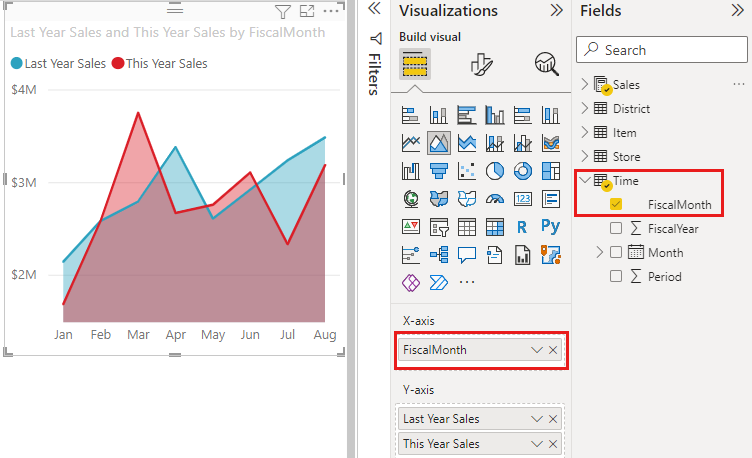 Last Year Sales and This Year Sales by FiscalMonth
Last Year Sales This Year Sales
$4M
$3M
$2M
Jan Feb Mar Apr May Jun Jul Aug
Filters
Visualizations
Build visual
123
R Py
X-axis
FiscalMonth
Y-axis
Last Year Sales
This Year Sales
Fields
Search
Sales
District
Item
Store
Time
FiscalMonth
FiscalYear
Month
Period